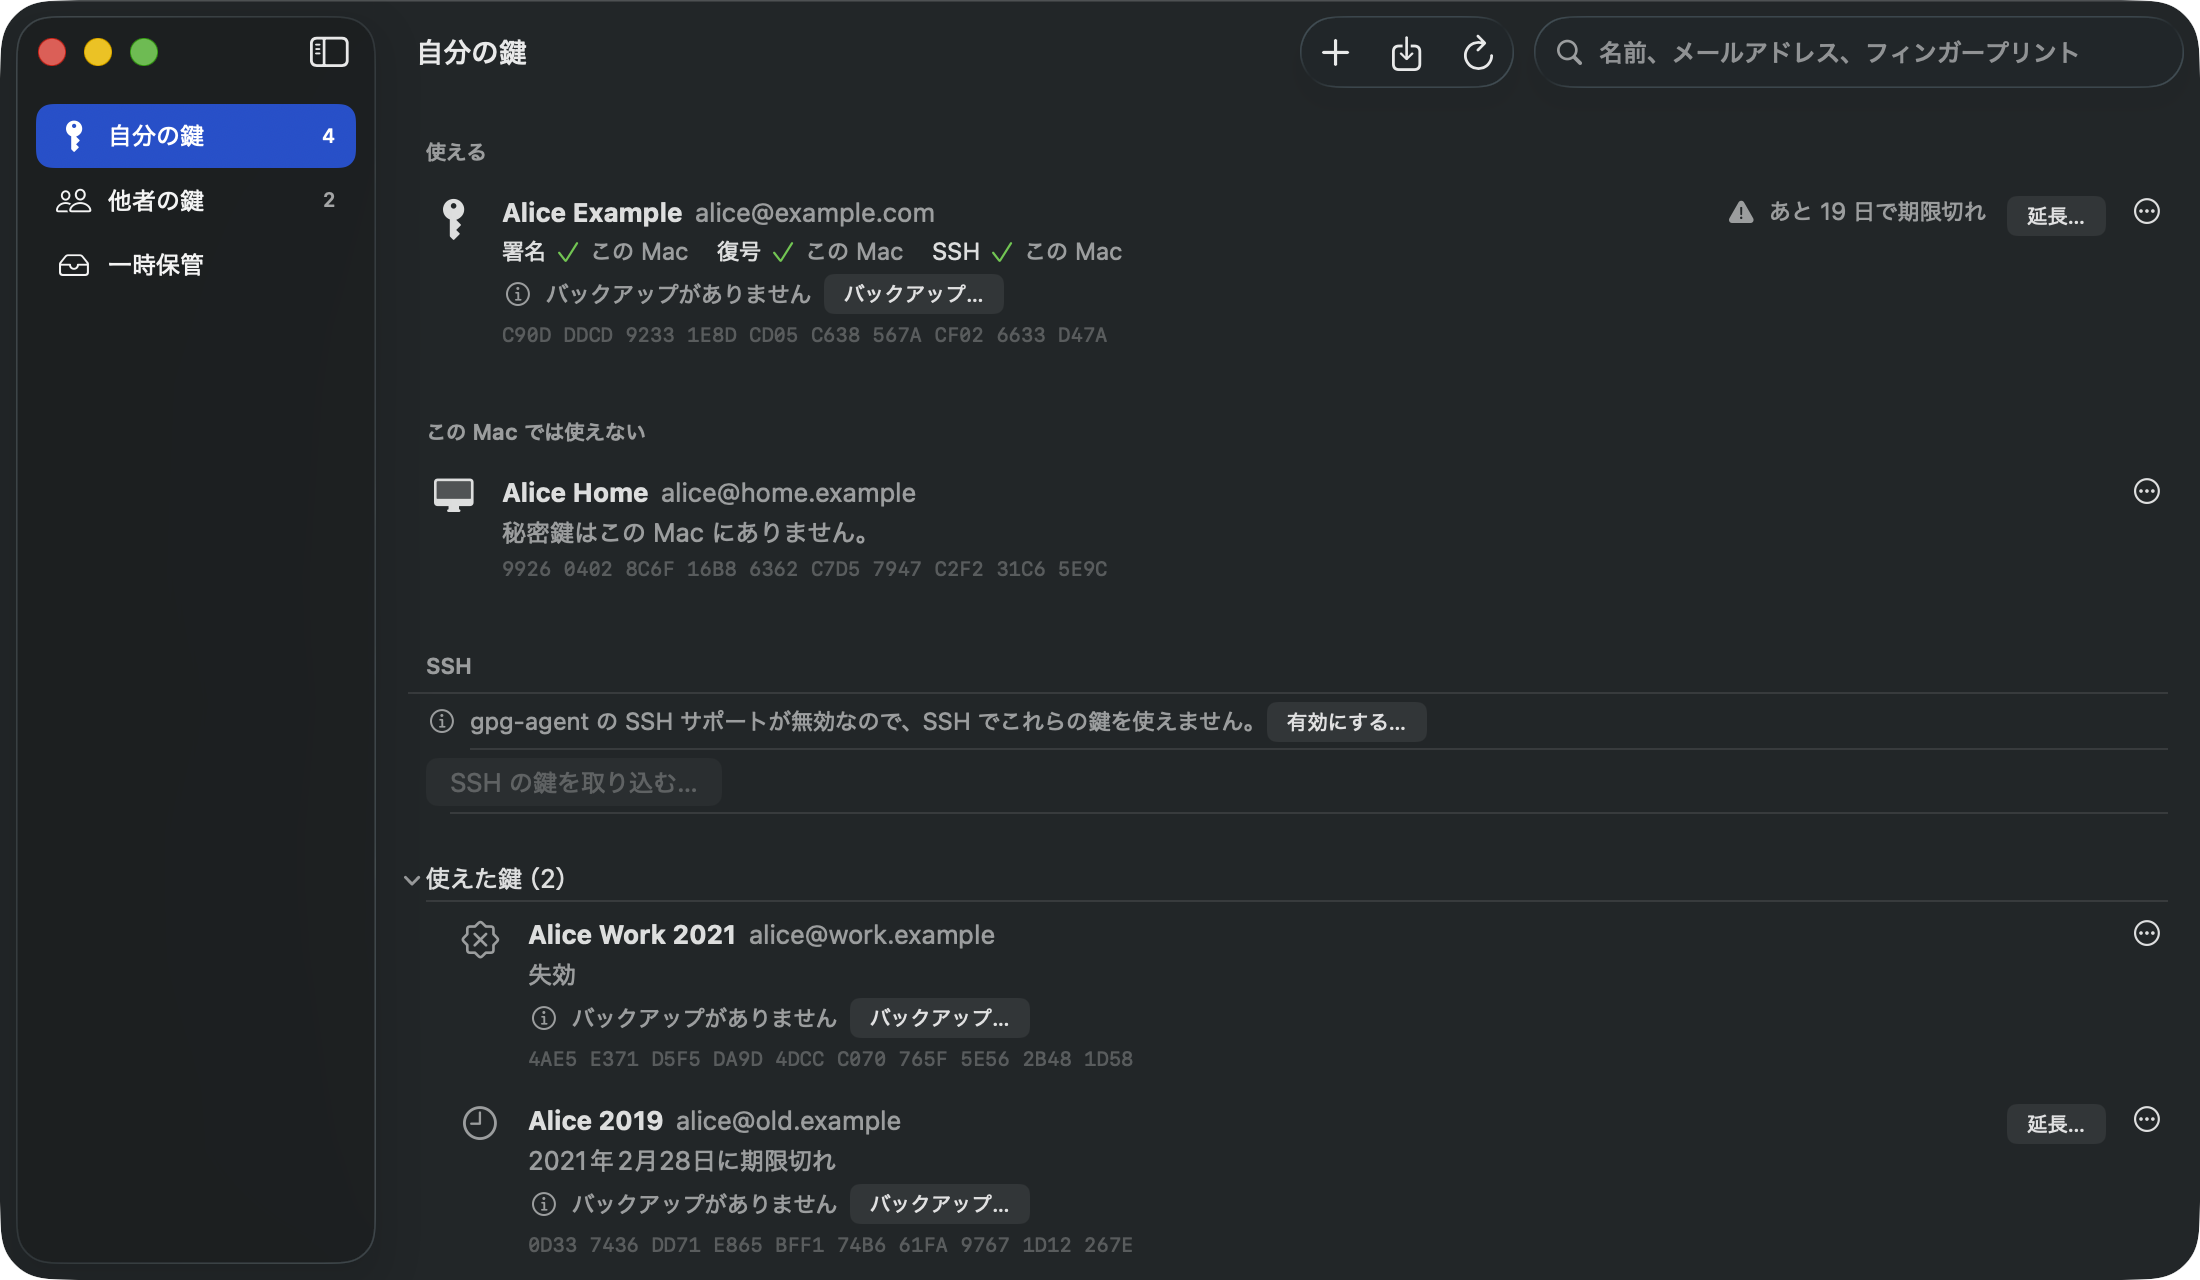 自分の鍵
名前、メールアドレス、フィンガープリント
自分の鍵 4
他者の鍵 2
一時保管
使える
Alice Example alice@example.com
あと 19 日で期限切れ 延長...
署名 ✓ この Mac 復号 ✓ この Mac SSH ✓ この Mac
バックアップがありません バックアップ...
C90D DDCD 9233 1E8D CD05 C638 567A CF02 6633 D47A
この Mac では使えない
Alice Home alice@home.example
秘密鍵はこの Mac にありません。
9926 0402 8C6F 16B8 6362 C7D5 7947 C2F2 31C6 5E9C
SSH
gpg-agent の SSH サポートが無効なので、SSH でこれらの鍵を使えません。 有効にする...
SSH の鍵を取り込む...
使えた鍵 (2)
Alice Work 2021 alice@work.example
失効
バックアップがありません バックアップ...
4AE5 E371 D5F5 DA9D 4DCC C070 765F 5E56 2B48 1D58
Alice 2019 alice@old.example
延長...
2021年2月28日に期限切れ
バックアップがありません バックアップ...
0D33 7436 DD71 E865 BFF1 74B6 61FA 9767 1D12 267E